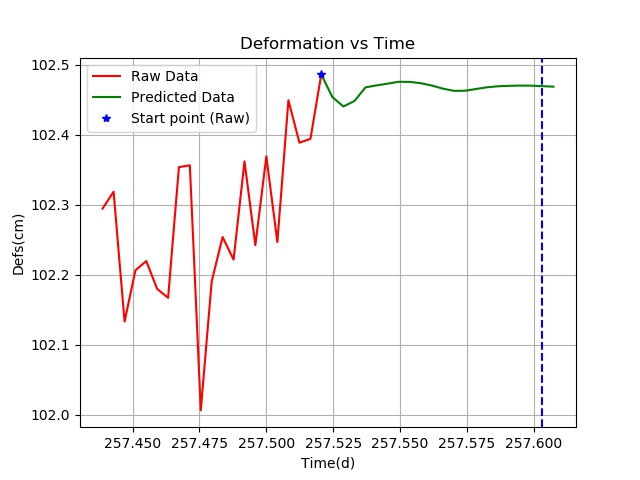 Deformation vs Time
Raw Data
Predicted Data
Start point (Raw)
102.5
102.4
102.3
102.2
102.1
102.0
Defs(cm)
257.450 257.475 257.500 257.525 257.550 257.575 257.600
Time(d)